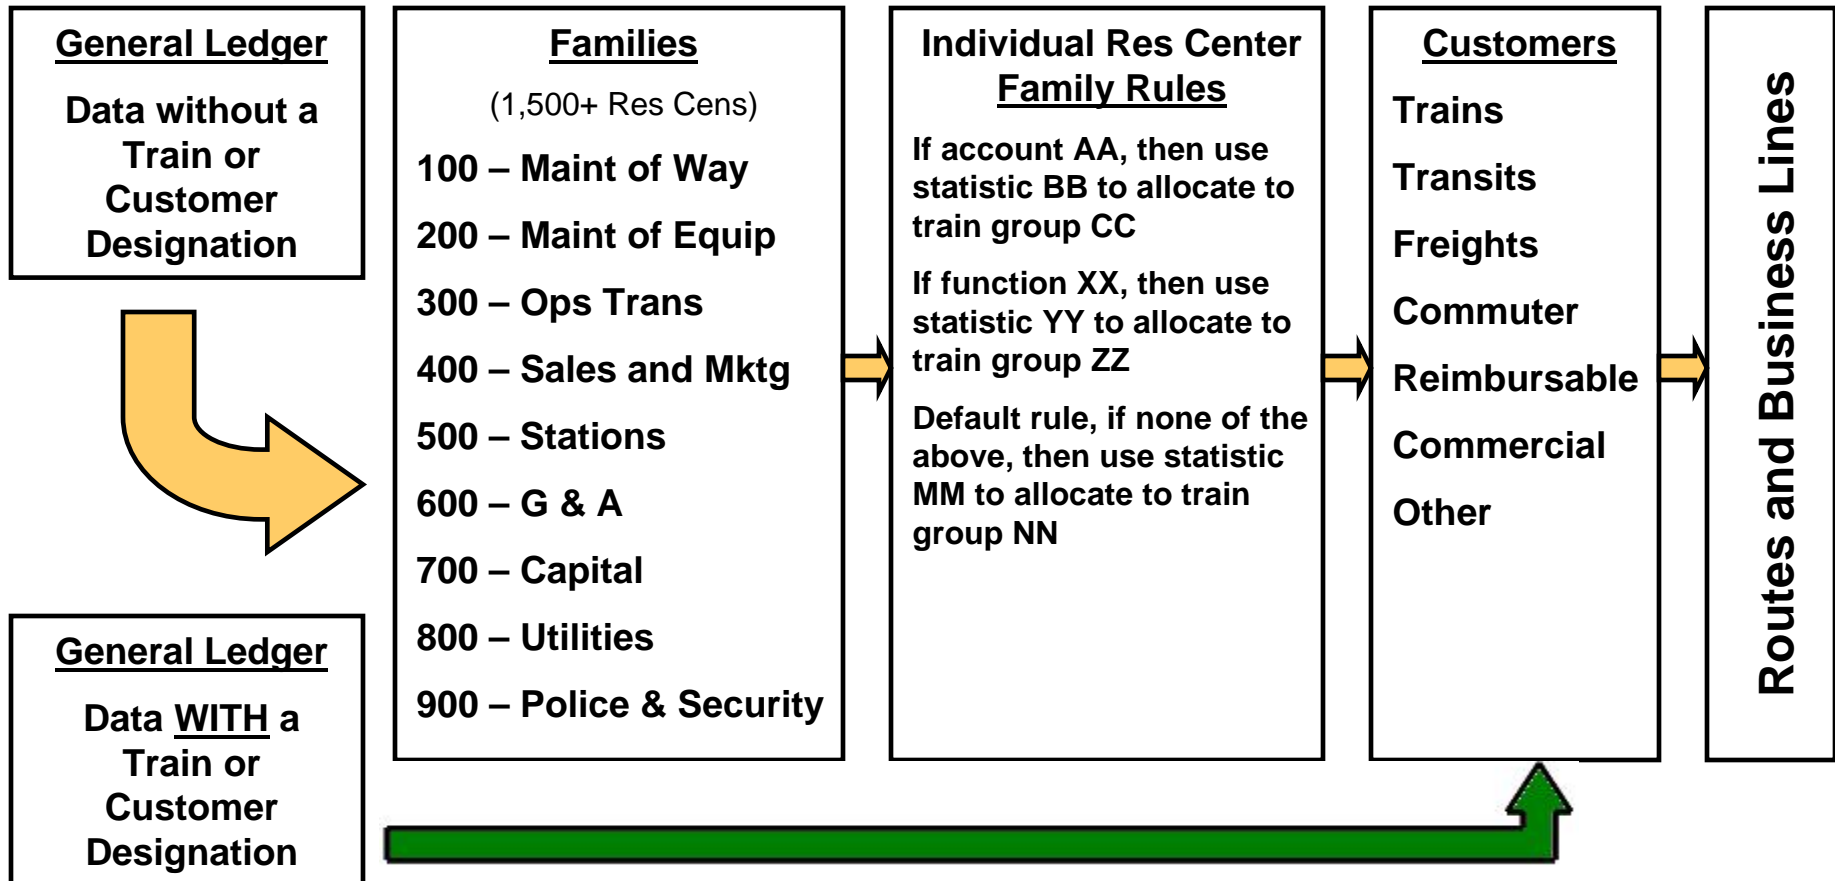 General Ledger
Data without a
Train or
Customer
Designation
General Ledger
Data WITH a
Train or
Customer
Designation
Families
(1,500+ Res Cens)
100 – Maint of Way
200 – Maint of Equip
300 – Ops Trans
400 – Sales and Mktg
500 – Stations
600 – G & A
700 – Capital
800 – Utilities
900 – Police & Security
Individual Res Center
Family Rules
If account AA, then use
statistic BB to allocate to
train group CC
If function XX, then use
statistic YY to allocate to
train group ZZ
Default rule, if none of the
above, then use statistic
MM to allocate to train
group NN
Customers
Trains
Transits
Freights
Commuter
Reimbursable
Commercial
Other
Routes and Business Lines